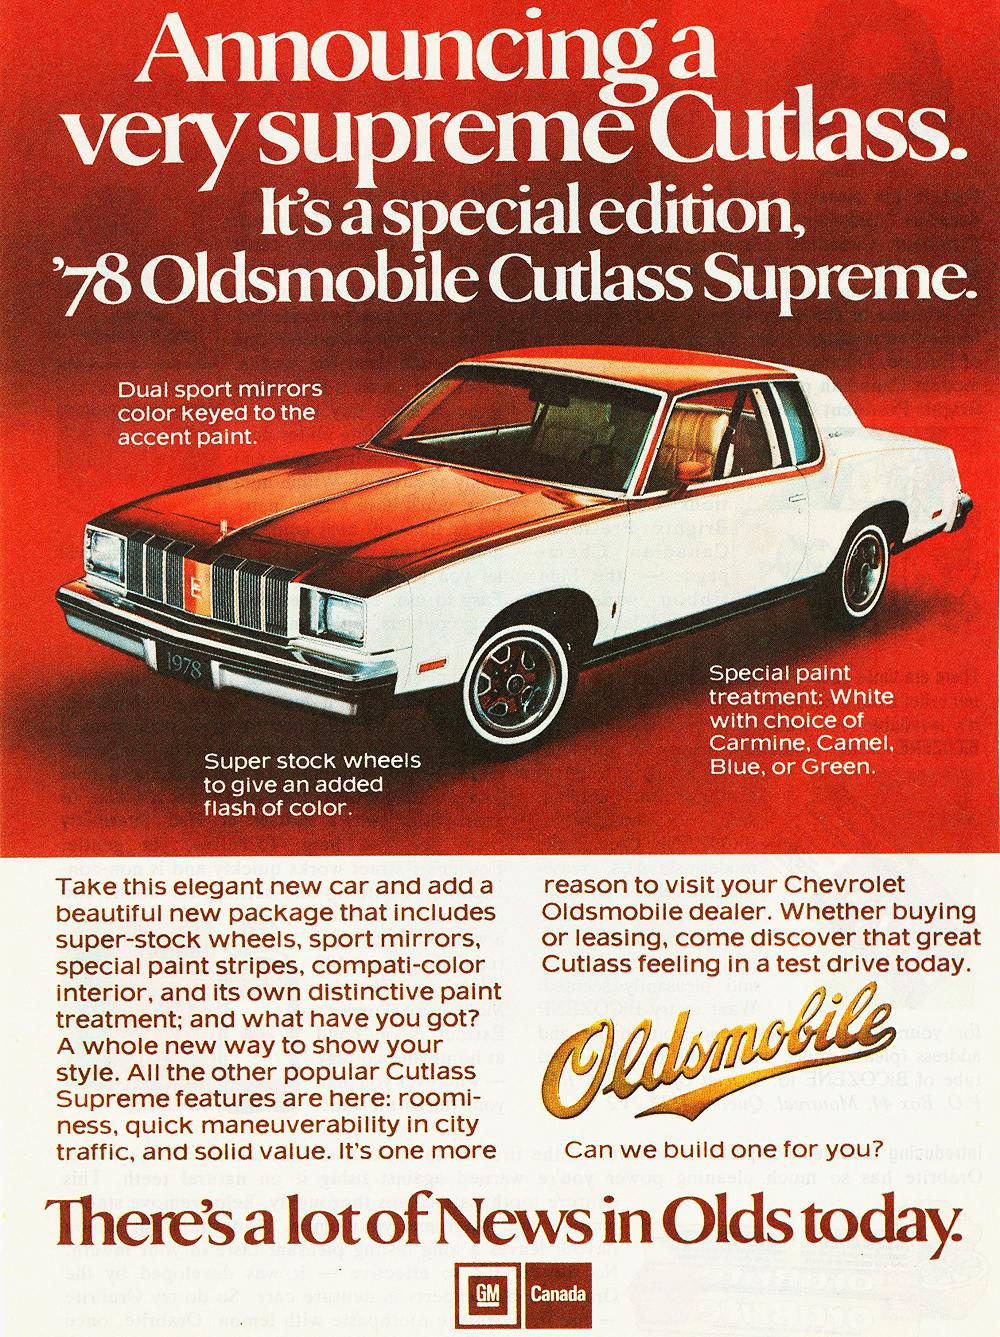 Announcing a
very supreme Cutlass.
It's a special edition,
'78 Oldsmobile Cutlass Supreme.
Dual sport mirrors
color keyed to the
accent paint.
1978
Special paint
treatment: White
with choice of
Carmine, Camel,
Blue, or Green.
Super stock wheels
to give an added
flash of color.
Take this elegant new car and add a
beautiful new package that includes
super-stock wheels, sport mirrors,
special paint stripes, compati-color
interior, and its own distinctive paint
treatment; and what have you got?
A whole new way to show your
style. All the other popular Cutlass
Supreme features are here: roomi-
ness, quick maneuverability in city
traffic, and solid value. It's one more
reason to visit your Chevrolet
Oldsmobile dealer. Whether buying
or leasing, come discover that great
Cutlass feeling in a test drive today.
Oldsmobile
Can we build one for you?
There's a lot of News in Olds today.
GM Canada